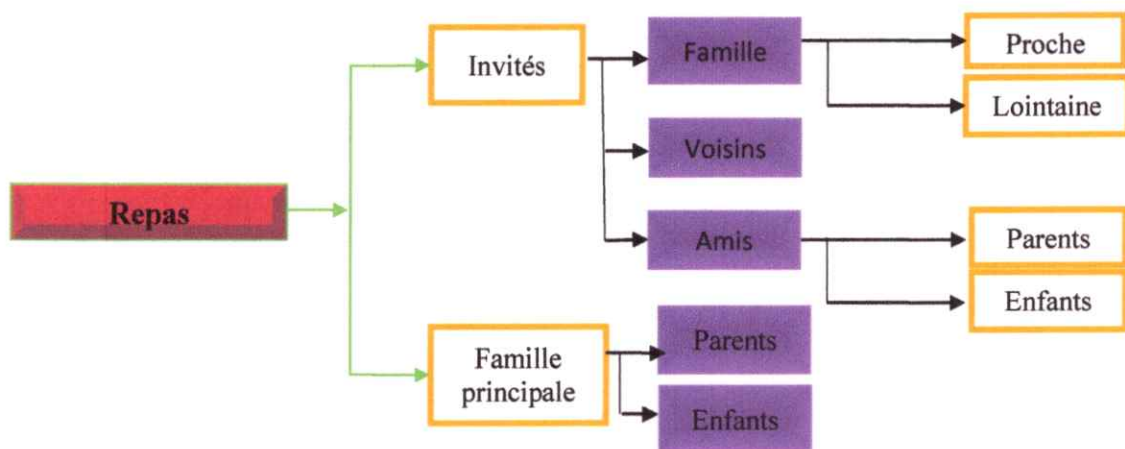 Repas
Invités
Famille
Proche
Lointaine
Voisins
Amis
Parents
Enfants
Famille
principale
Parents
Enfants